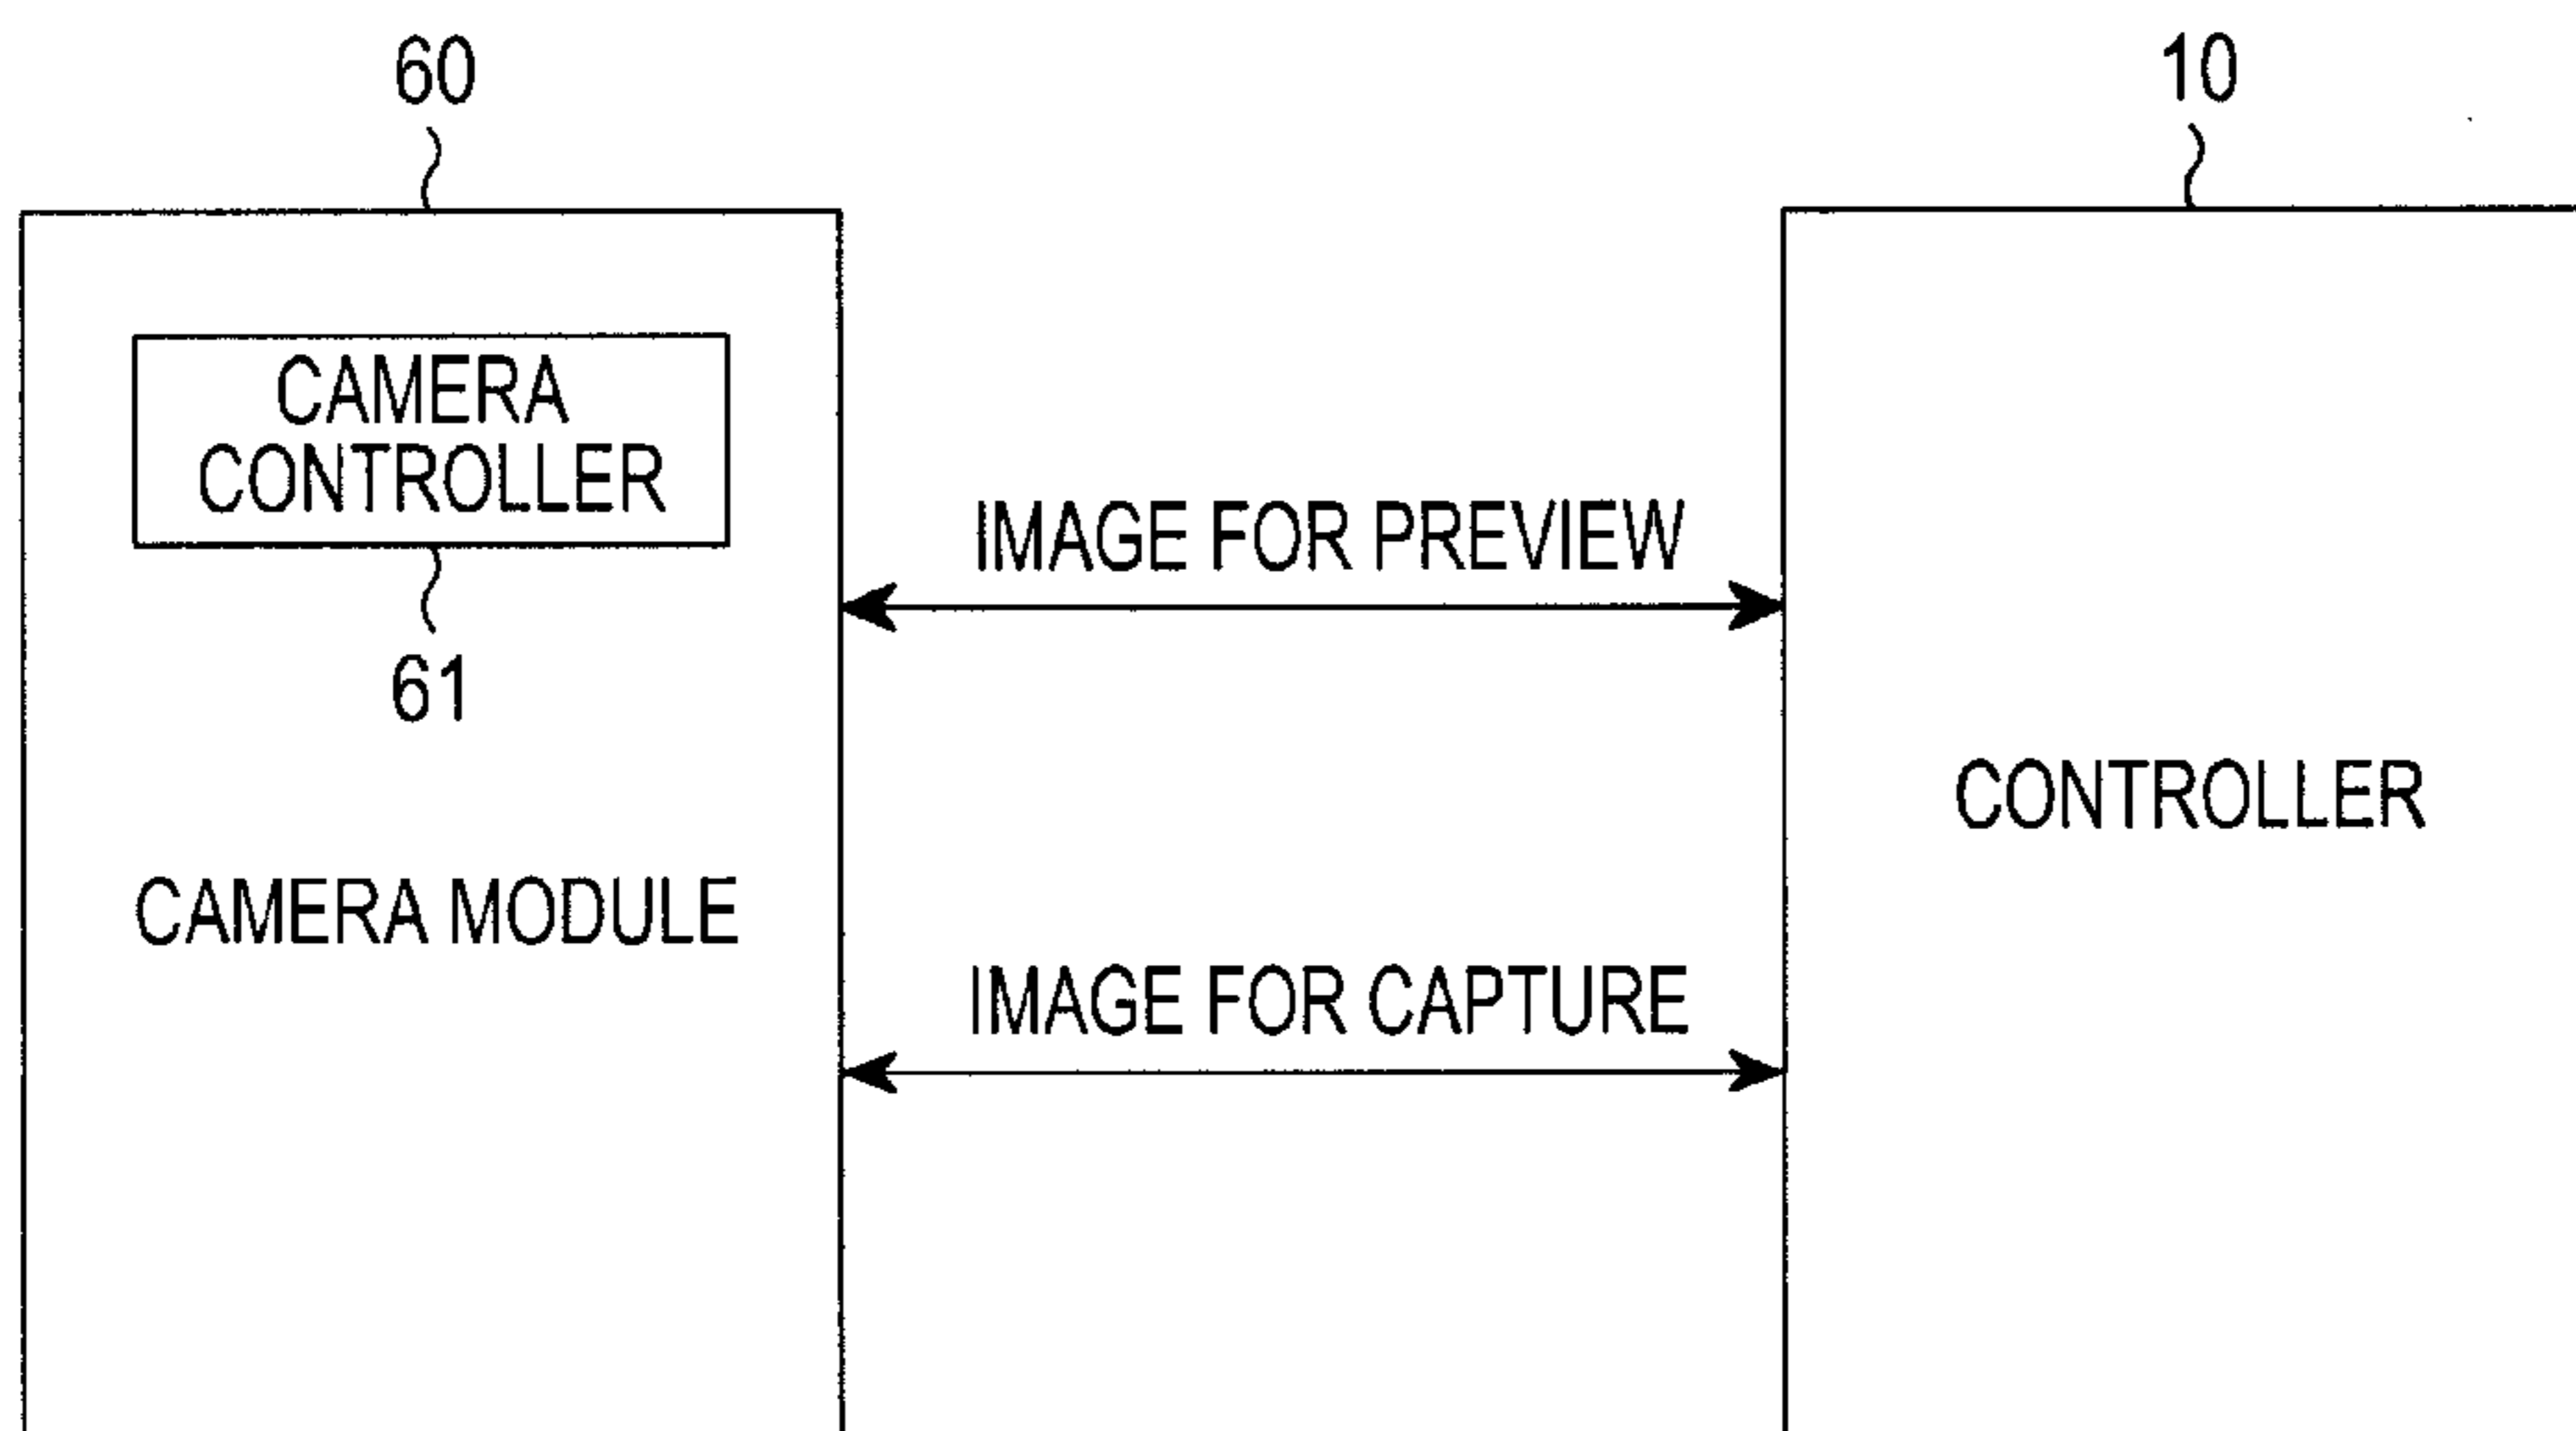 60
10
CAMERA
CONTROLLER
61
IMAGE FOR PREVIEW
CONTROLLER
CAMERA MODULE
IMAGE FOR CAPTURE